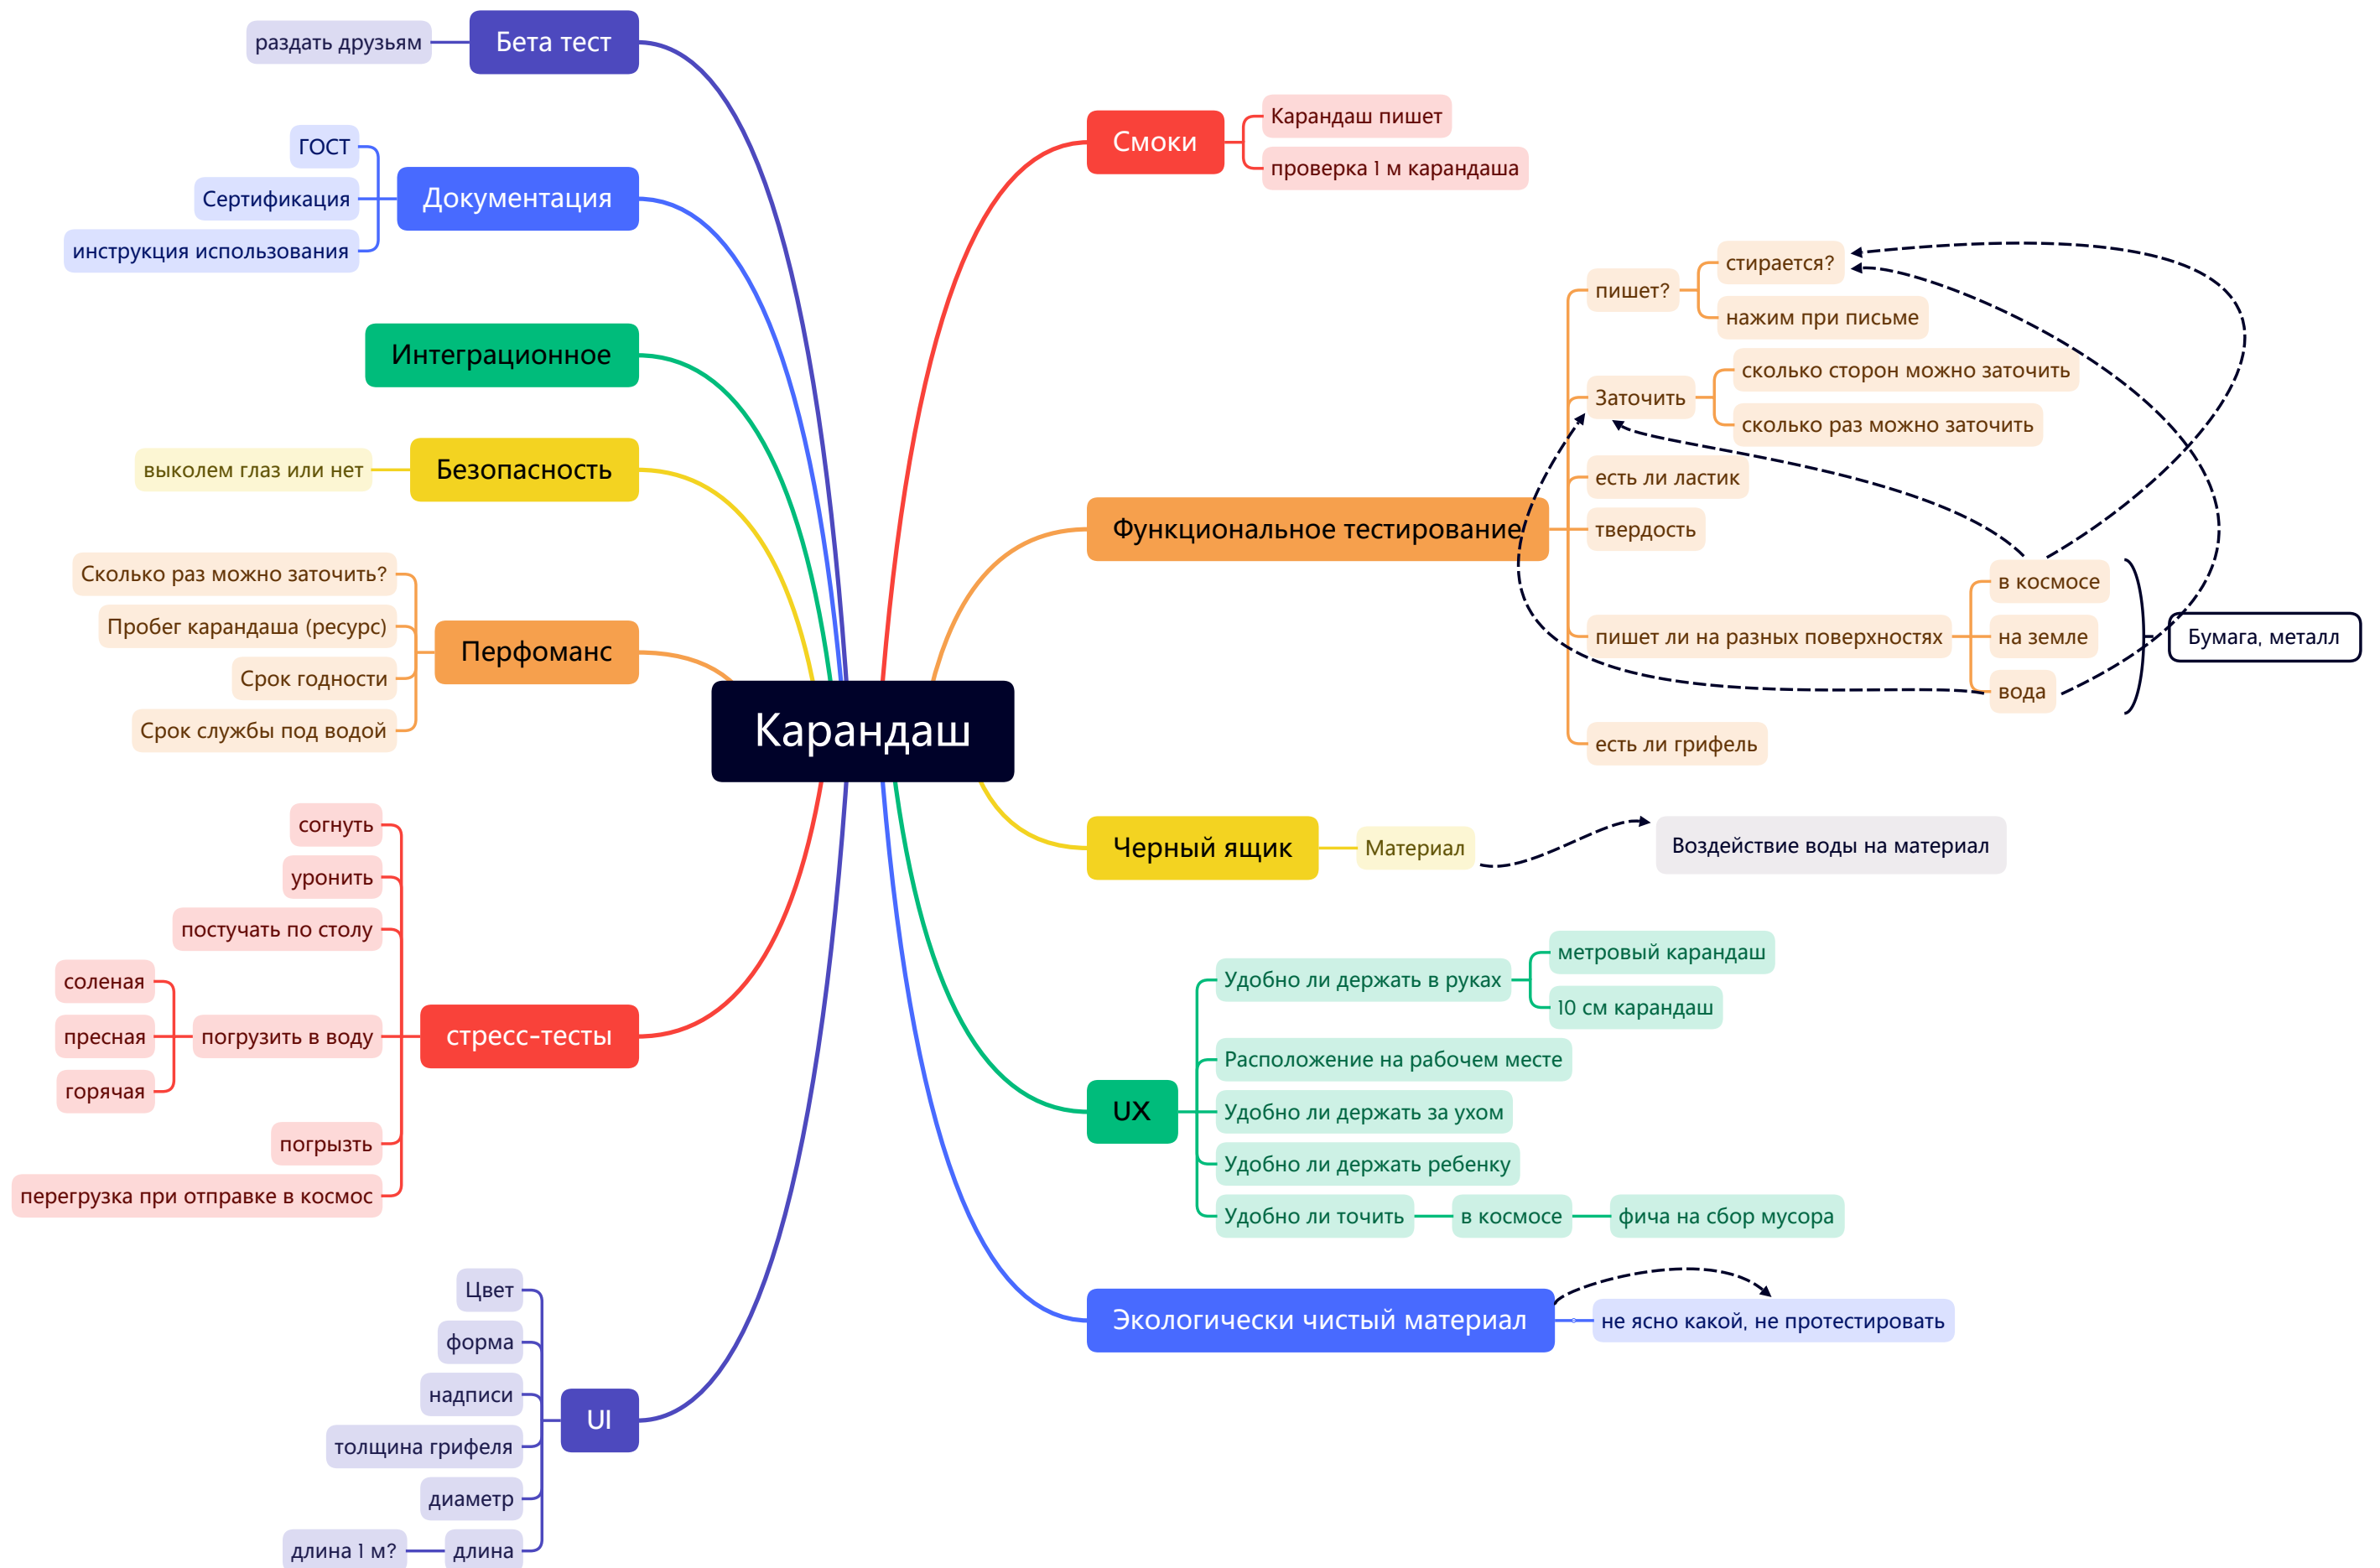 Карандаш
Смоки
Карандаш пишет
проверка 1 м карандаша
Функциональное тестирование
пишет?
стирается?
нажим при письме
Заточить
сколько сторон можно заточить
сколько раз можно заточить
есть ли ластик
твердость
пишет ли на разных поверхностях
в космосе
на земле
вода
Бумага, металл
есть ли грифель
Черный ящик
Материал
Воздействие воды на материал
UX
Удобно ли держать в руках
метровый карандаш
10 см карандаш
Расположение на рабочем месте
Удобно ли держать за ухом
Удобно ли держать ребенку
Удобно ли точить
в космосе
фича на сбор мусора
Экологически чистый материал
не ясно какой, не протестировать
Бета тест
раздать друзьям
Документация
ГОСТ
Сертификация
инструкция использования
Интеграционное
Безопасность
выколем глаз или нет
Перфоманс
Сколько раз можно заточить?
Пробег карандаша (ресурс)
Срок годности
Срок службы под водой
стресс-тесты
согнуть
уронить
постучать по столу
погрузить в воду
соленая
пресная
горячая
погрызть
перегрузка при отправке в космос
UI
Цвет
форма
надписи
толщина грифеля
диаметр
длина
длина 1 м?